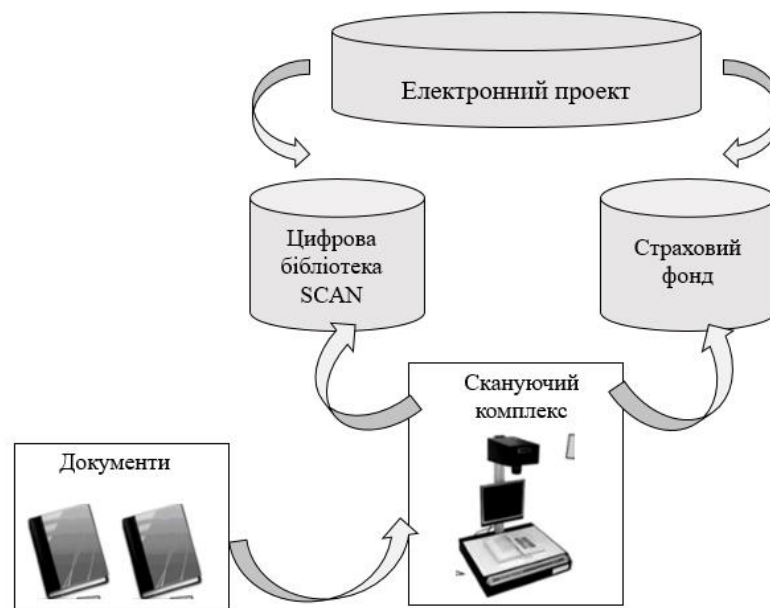 Електронний проект
Цифрова
бібліотека
SCAN
Страховий
фонд
Скануючий
комплекс
Документи